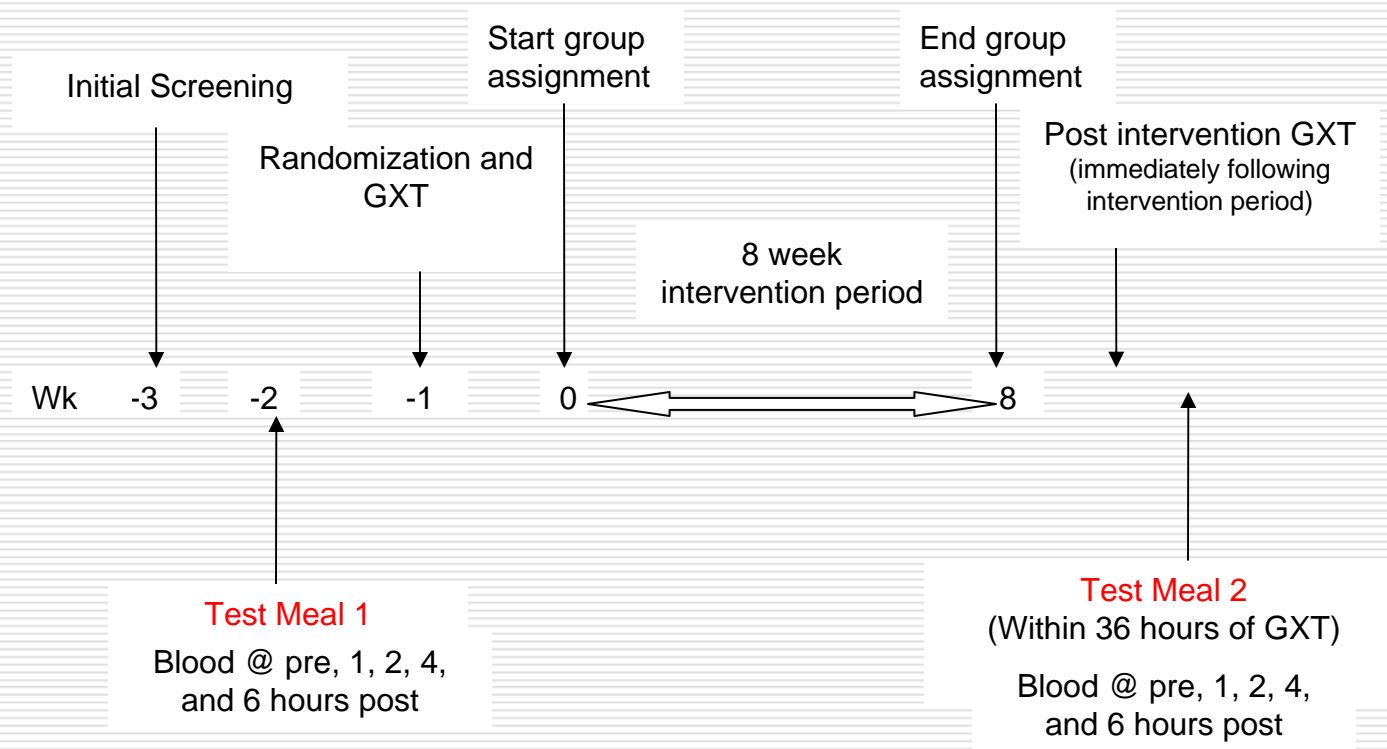 Start group
assignment
End group
assignment
Initial Screening
Post intervention GXT
(immediately following
intervention period)
Randomization and
GXT
8 week
intervention period
Wk -3 -2 -1 0 8
Test Meal 1
Blood @ pre, 1, 2, 4,
and 6 hours post
Test Meal 2
(Within 36 hours of GXT)
Blood @ pre, 1, 2, 4,
and 6 hours post